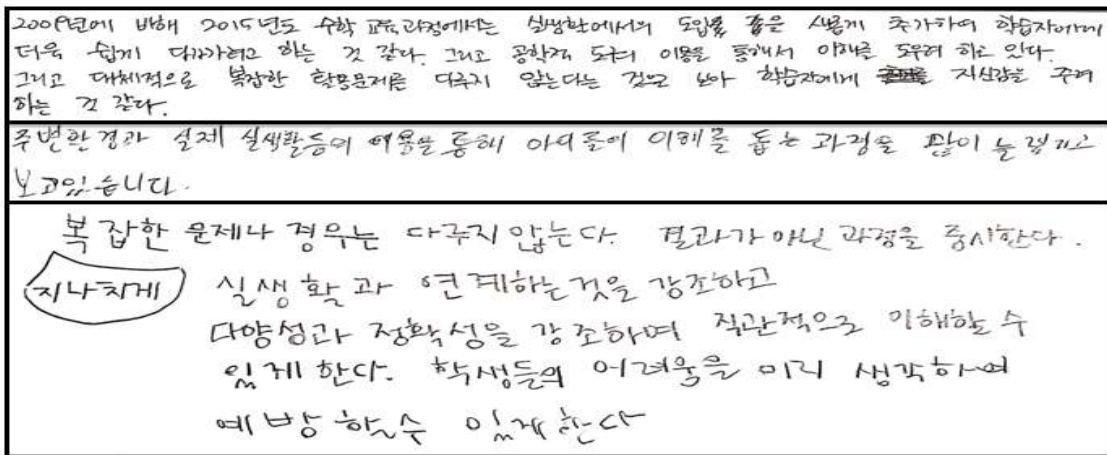 2009년에 비해 2015년도 수학 교육과정에서는 실생활에서의 도입 등을 새롭게 추가하여 학습자에게
더욱 쉽게 다가가려고 하는 것 같다. 그리고 공학적 도구의 이용을 통해서 이해를 도우려 하고 있다.
그리고 대체적으로 복잡한 활용문제를 다루지 않는다는 것으로 보아 학습자에게 자신감을 주려
하는 것 같다.
주변환경과 실제 실생활등의 예용을 통해 아이들이 이해를 돕는 과정을 많이 늘렸다고
보고있습니다.
복잡한 문제나 경우는 다루지 않는다. 결과가 아닌 과정을 중시한다.
지나치게 실생활과 연계하는것을 강조하고
다양성과 정확성을 강조하며 직관적으로 이해할 수
있게 한다. 학생들의 어려움을 미리 생각하여
예방 할수 있게 한다